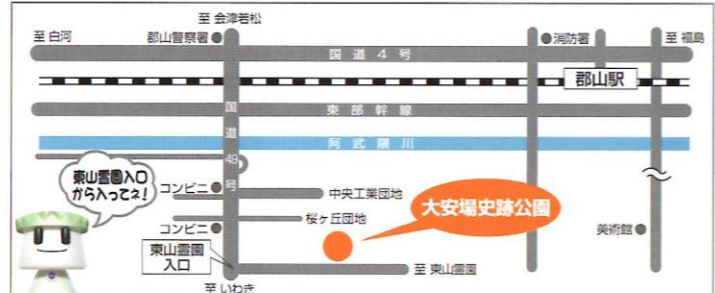 至 会津若松
至 白河
郡山警察署
消防署
至 福島
国道4号
郡山駅
東部幹線
国道49号
阿武隈川
東山霊園入口
から入ってネ!
コンビニ
中央工業団地
大安場史跡公園
桜ヶ丘団地
コンビニ
美術館
東山霊園
入口
至 東山霊園
至 いわき